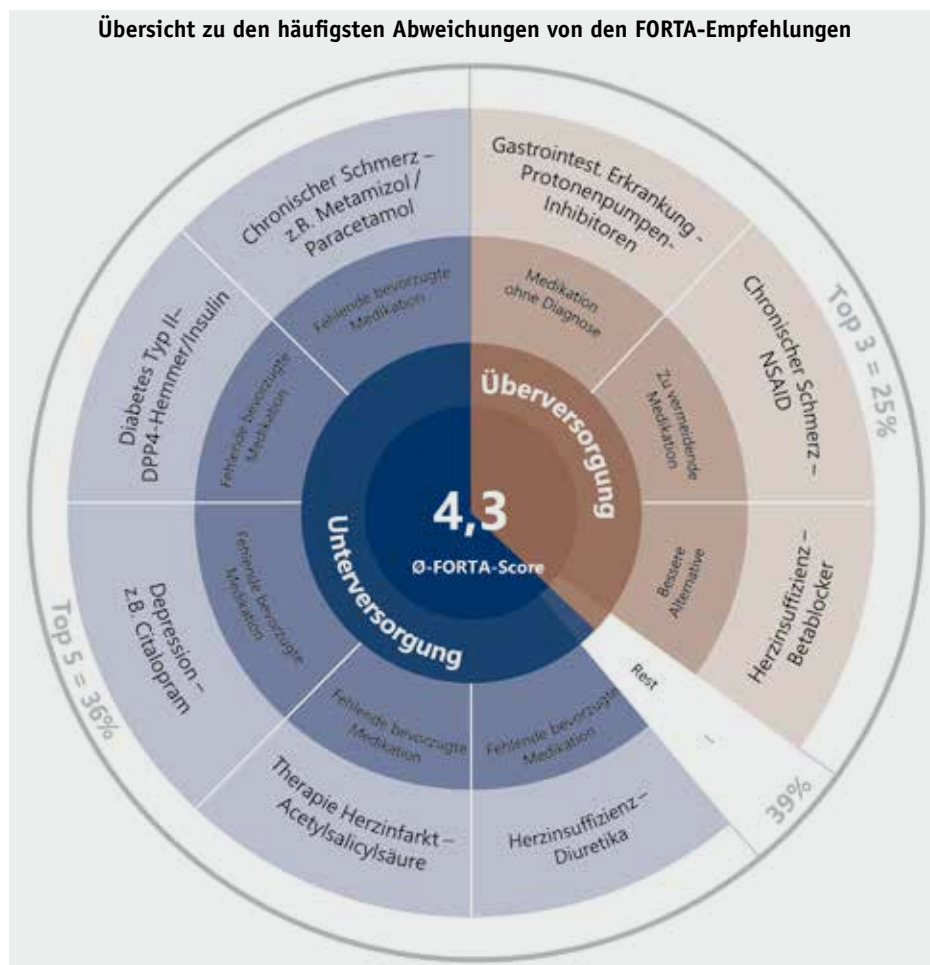 Übersicht zu den häufigsten Abweichungen von den FORTA-Empfehlungen
Gastrointest. Erkrankung -
Protonenpumpen-
Inhibitoren
Medikation
ohne Diagnose
Chronischer Schmerz –
NSAID
Zu vermeidende
Medikation
Top 3 = 25%
Herzinsuffizienz –
Betablocker
Bessere
Alternative
Überversorgung
4,3
Ø-FORTA-Score
Unterversorgung
Rest
39%
Herzinsuffizienz –
Diuretika
Fehlende bevorzugte
Medikation
Therapie Herzinfarkt –
Acetylsalicylsäure
Fehlende bevorzugte
Medikation
Depression –
z.B. Citalopram
Fehlende bevorzugte
Medikation
Top 5 = 36%
Diabetes Typ II–
DPP4-Hemmer/Insulin
Fehlende bevorzugte
Medikation
Chronischer Schmerz –
z.B. Metamizol /
Paracetamol
Fehlende bevorzugte
Medikation